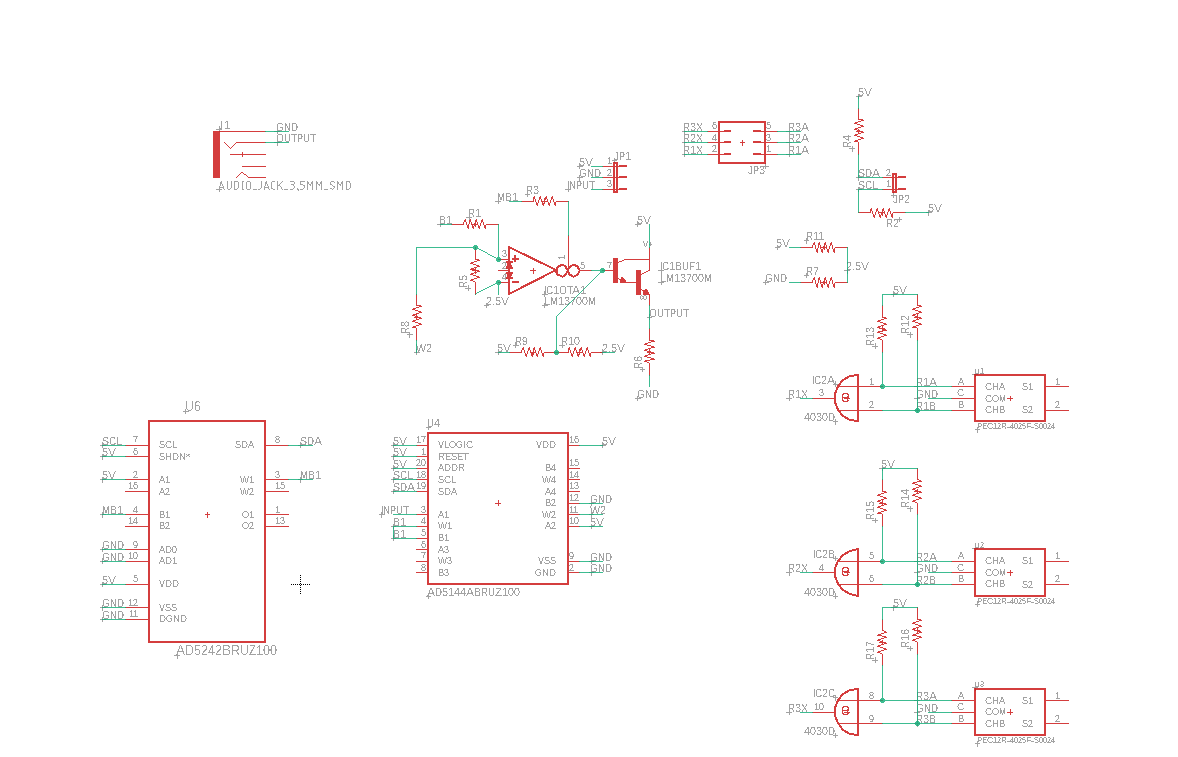 J1
GND
OUTPUT
AUDIO_JACK_3.5MM_SMD
5V
GND
INPUT
1
2
3
JP1
R3X 6 5 R3A
R2X 4 3 R2A
R1X 2 1 R1A
JP3
5V
R4
SDA 2
SCL 1
JP2
R2
5V
MB1
R3
B1
R1
R5
2.5V
R8
W2
3
1
5
IC1OTA1
LM13700M
7
8
5V
V+
IC1BUF1
LM13700M
OUTPUT
R6
GND
5V
R9
R10
2.5V
5V
R11
2.5V
GND
R7
5V
R13
R12
IC2A
R1X 3
4030D
1
2
R1A
GND
R1B
A
C
B
u1
CHA
COM
CHB
S1
S2
1
2
PEC12R-4025F-S0024
5V
R15
R14
IC2B
R2X 4
4030D
5
6
R2A
GND
R2B
A
C
B
u2
CHA
COM
CHB
S1
S2
1
2
PEC12R-4025F-S0024
5V
R17
R16
IC2C
R3X 10
4030D
8
9
R3A
GND
R3B
A
C
B
u3
CHA
COM
CHB
S1
S2
1
2
PEC12R-4025F-S0024
U6
SCL 7 SCL SDA 8 SDA
5V 6 SHDN*
5V 2 A1 W1 3 MB1
15 A2 W2 15
MB1 4 B1 O1 1
14 B2 O2 13
GND 9 AD0
GND 10 AD1
5V 5 VDD
GND 12 VSS
GND 11 DGND
AD5242BRUZ100
U4
5V 17 VLOGIC VDD 16 5V
5V 1 RESET
5V 20 ADDR B4 15
SCL 18 SCL W4 14
SDA 19 SDA A4 13
B2 12 GND
INPUT 3 A1 W2 11 W2
B1 4 W1 A2 10 5V
B1 5 B1
6 A3
7 W3 VSS 9 GND
8 B3 GND 2 GND
AD5144ABRUZ100